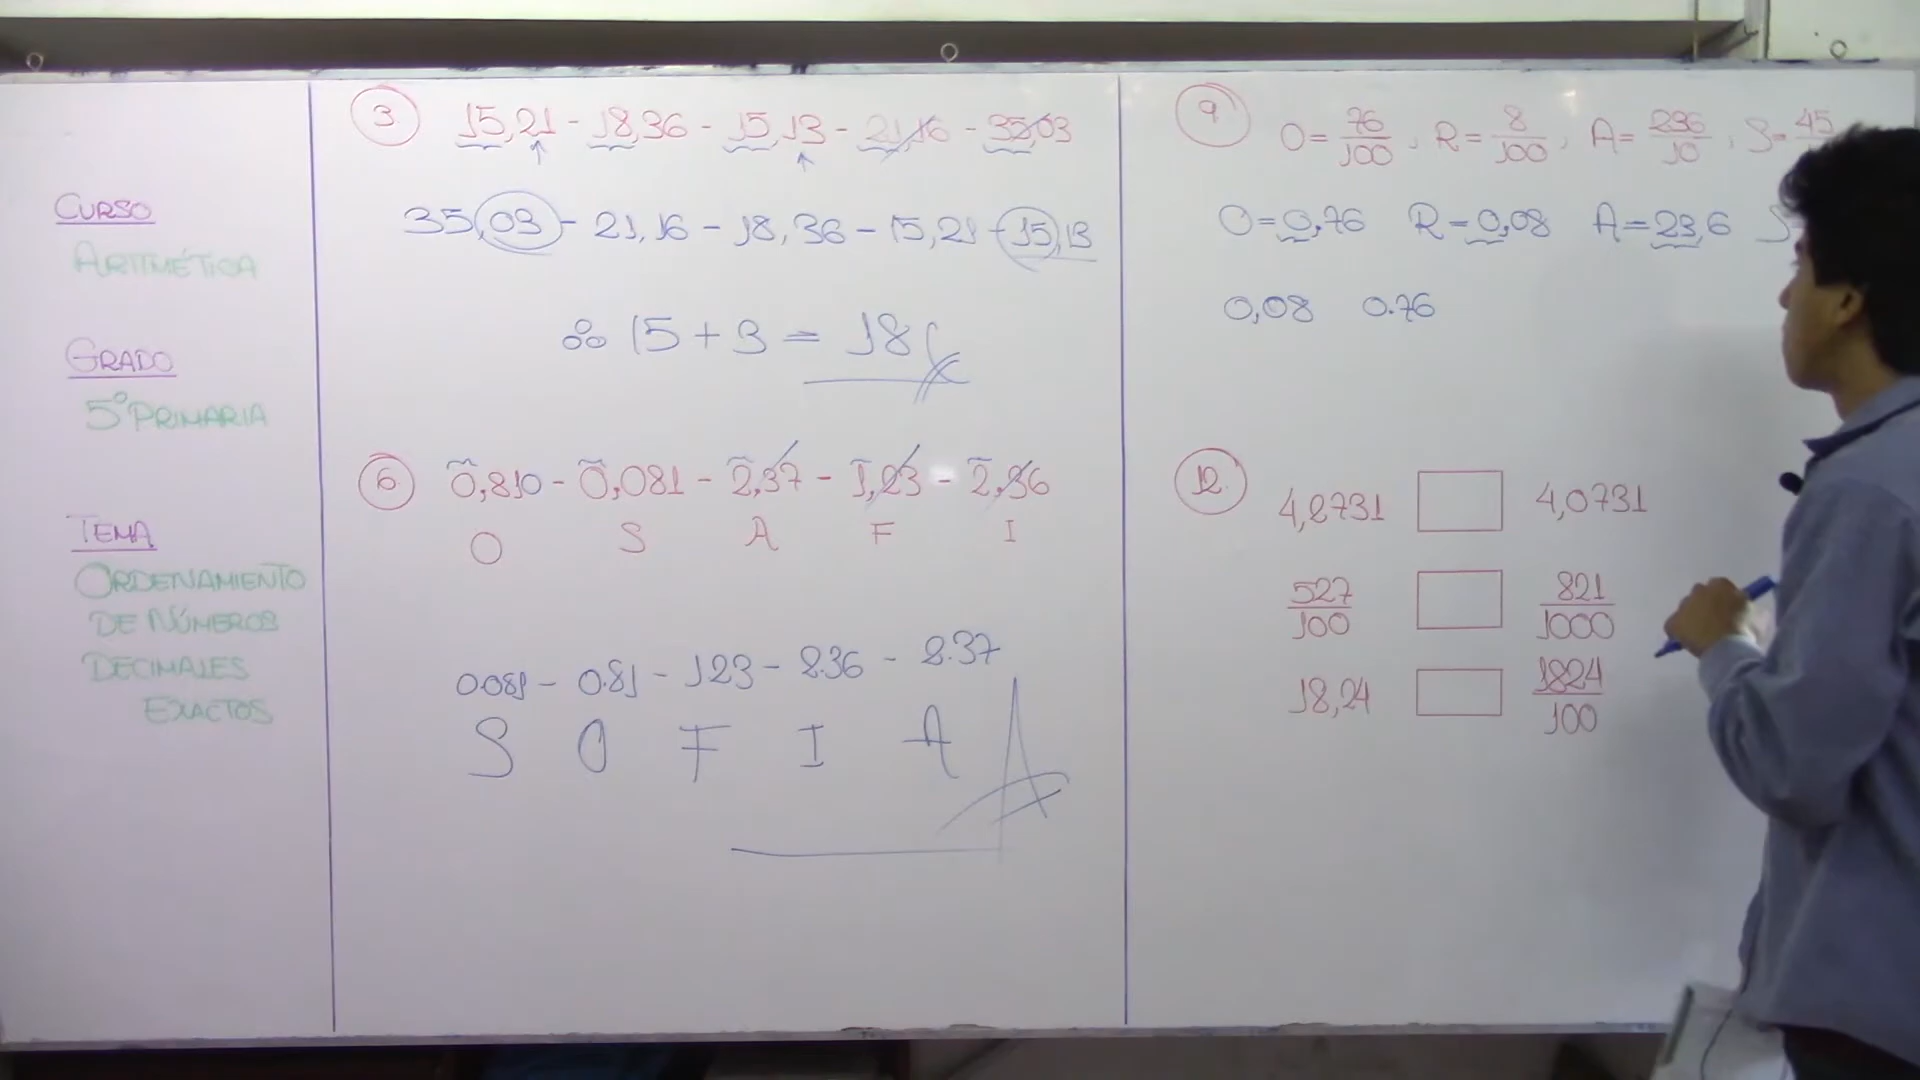 CURSO
ARITMÉTICA
GRADO
5° PRIMARIA
TEMA
ORDENAMIENTO
DE NÚMEROS
DECIMALES
EXACTOS
3 15,21 - 18,36 - 15,13 - 21,16 - 35,03
35,03 - 21,16 - 18,36 - 15,21 - 15,13
∴ 15 + 3 = 18
6 0,810 - 0,081 - 2,37 - 1,23 - 2,36
O S A F I
0.081 - 0.81 - 1.23 - 2.36 - 2.37
S O F I A
9 O = 76/100 , R = 8/100 , A = 236/10 , S = 45
O = 0,76 R = 0,08 A = 23,6 S
0,08 0.76
12 4,2731 4,0731
527/100 821/1000
18,24 1824/100